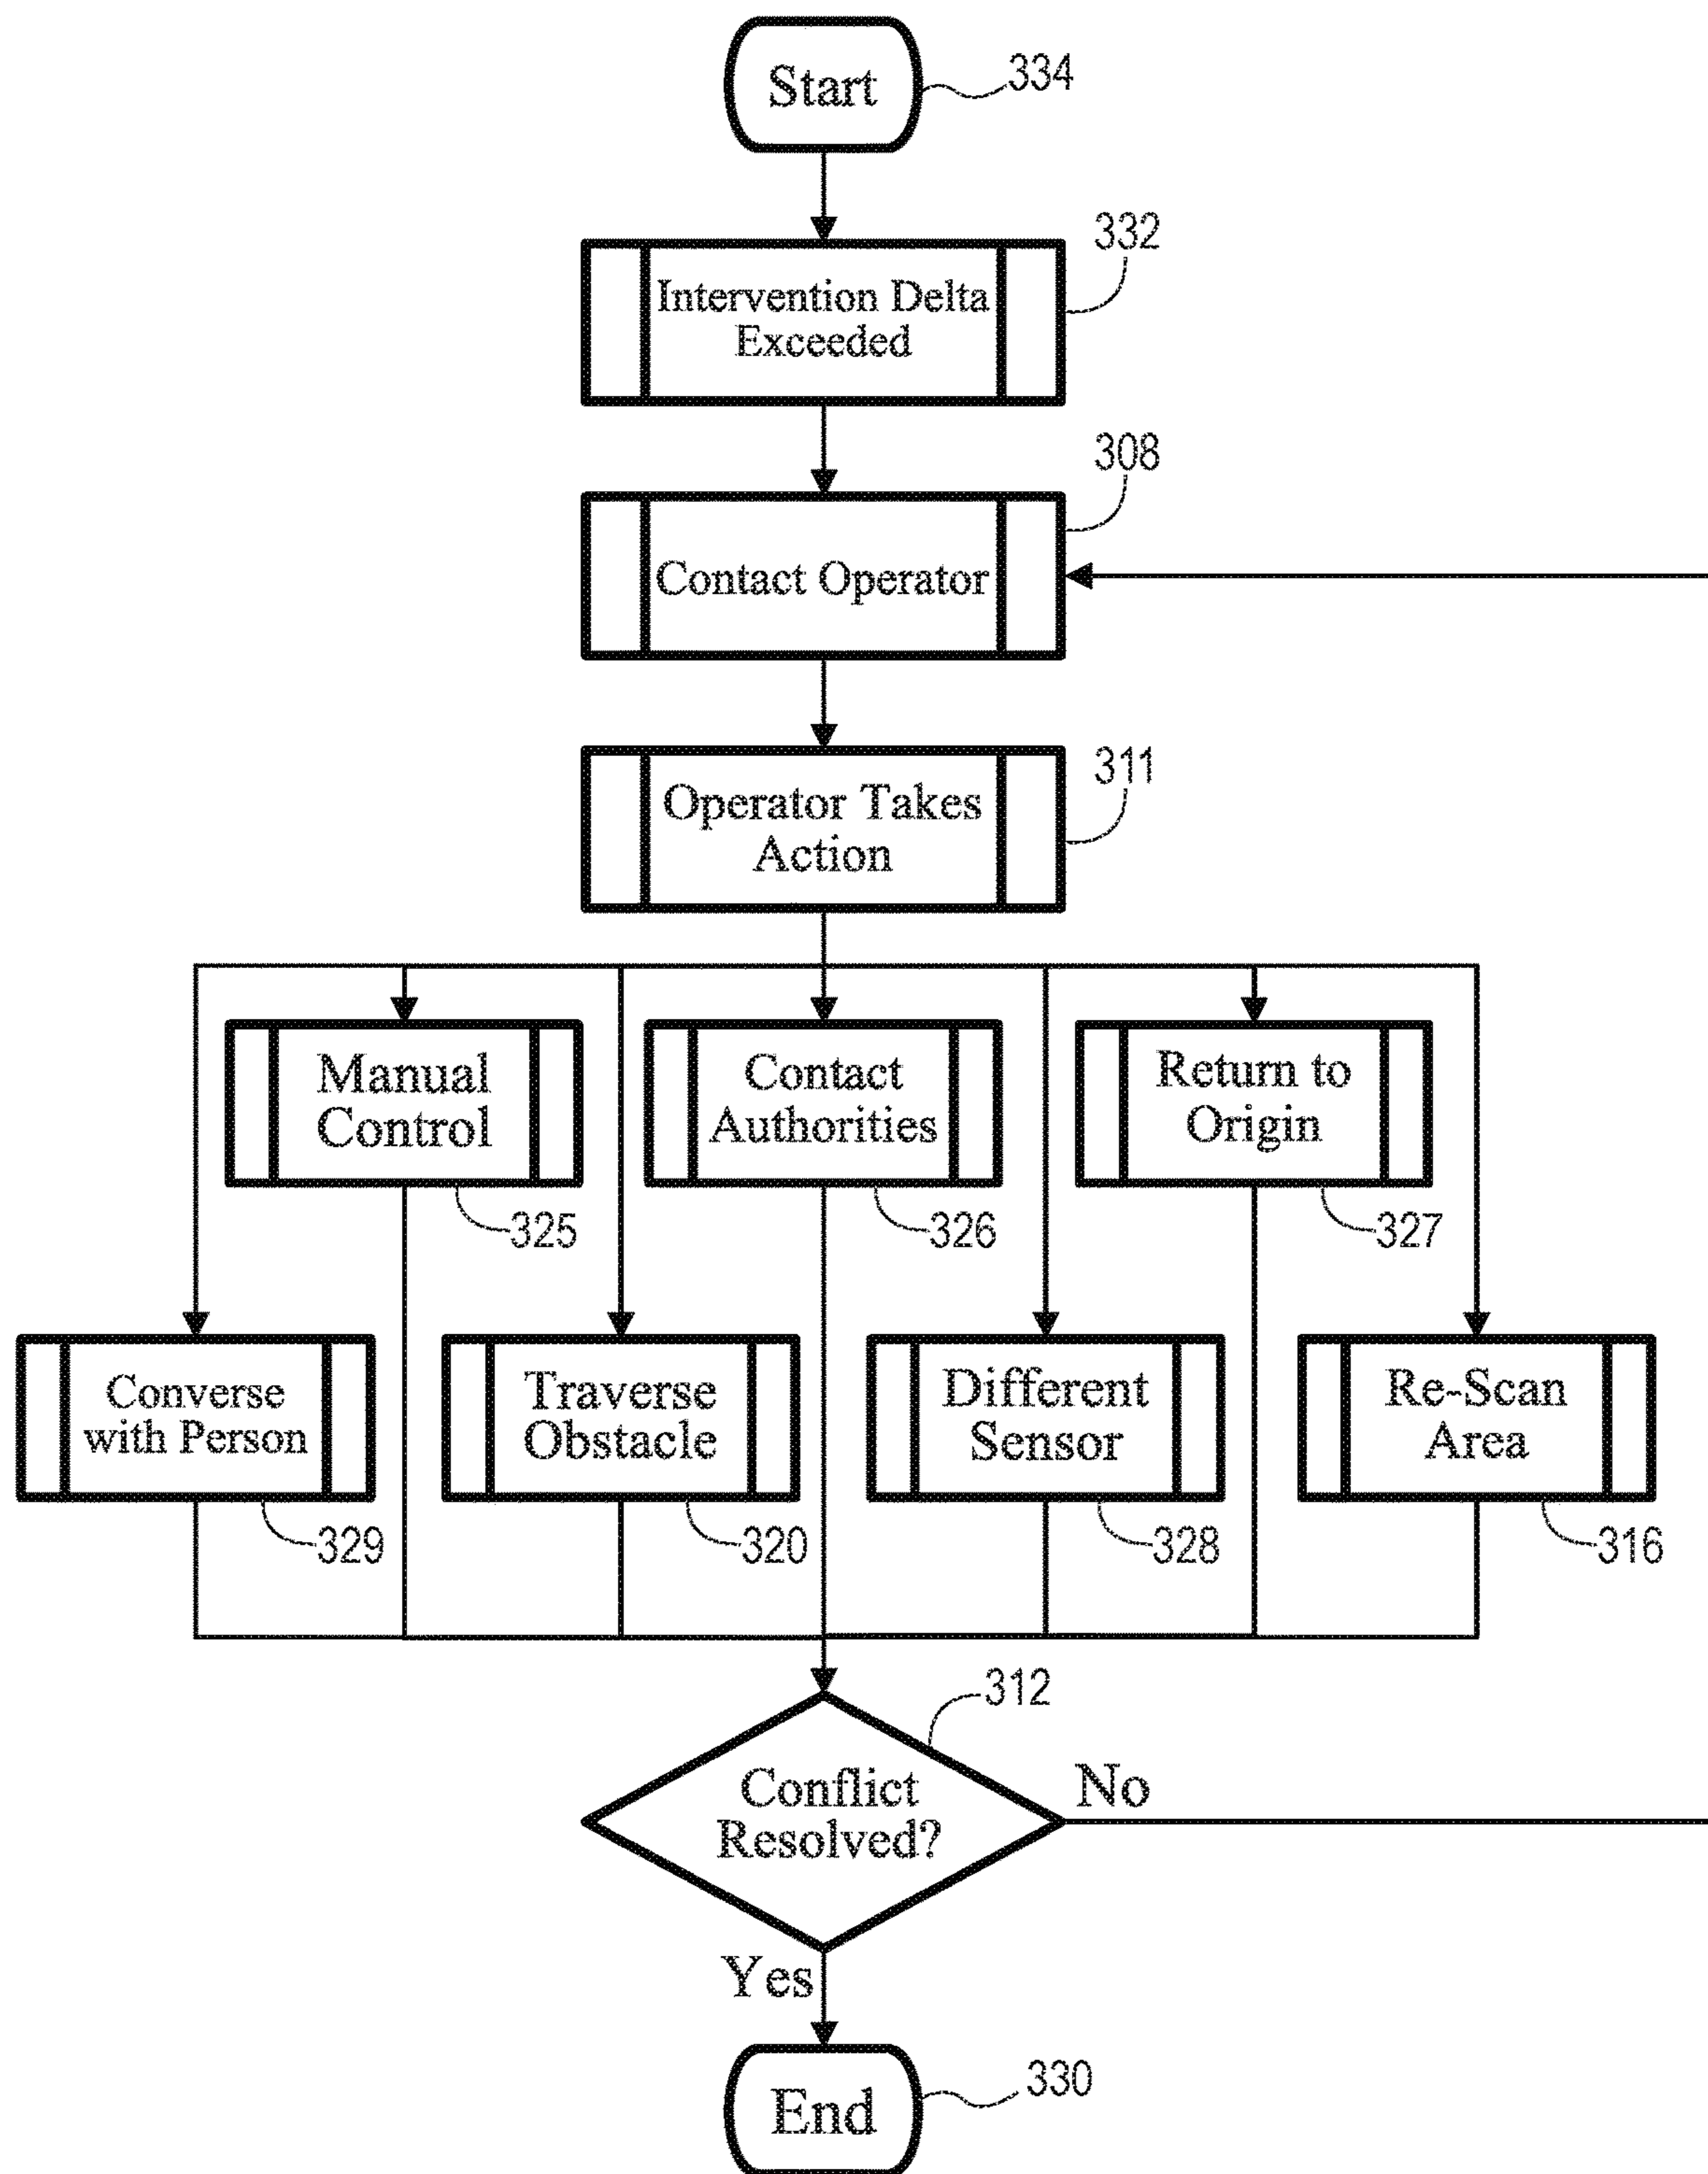 Start
334
332
Intervention Delta
Exceeded
308
Contact Operator
311
Operator Takes
Action
Manual
Control
Contact
Authorities
Return to
Origin
325
326
327
Converse
with Person
Traverse
Obstacle
Different
Sensor
Re-Scan
Area
329
320
328
316
312
Conflict
Resolved?
No
Yes
End
330